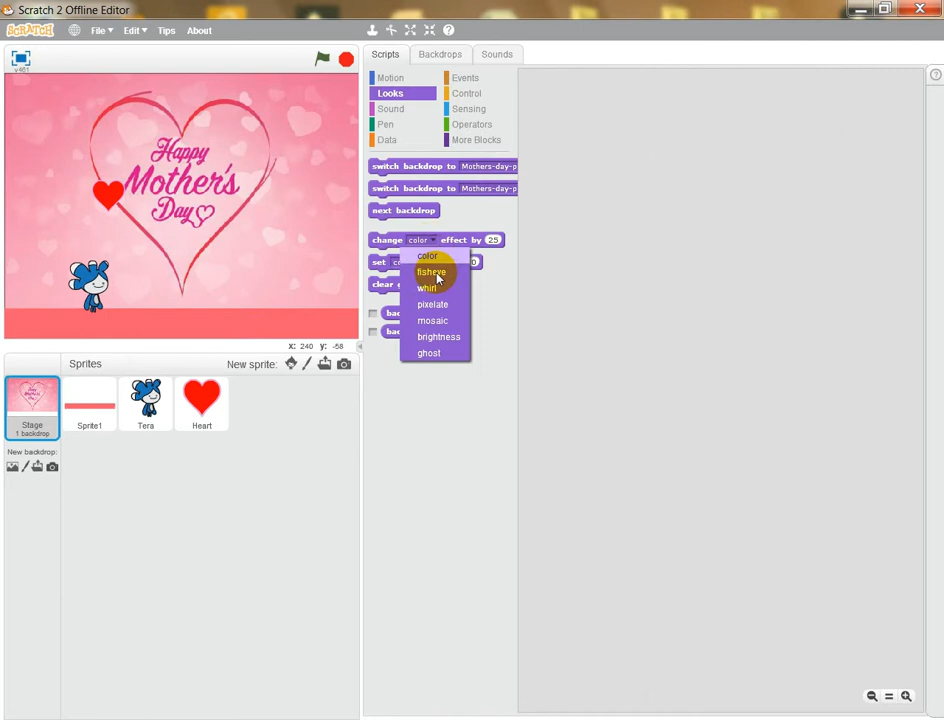 Scratch 2 Offline Editor
SCRATCH File Edit Tips About
v461
Scripts Backdrops Sounds
Motion Events
Looks Control
Sound Sensing
Pen Operators
Data More Blocks
Happy
Mother's
Day
switch backdrop to Mothers-day-p
switch backdrop to Mothers-day-p
next backdrop
change color effect by 25
set
clear
color
fisheye
whirl
pixelate
mosaic
brightness
ghost
x: 240 y: -58
Sprites New sprite:
Stage
1 backdrop
Sprite1
Tera
Heart
New backdrop: